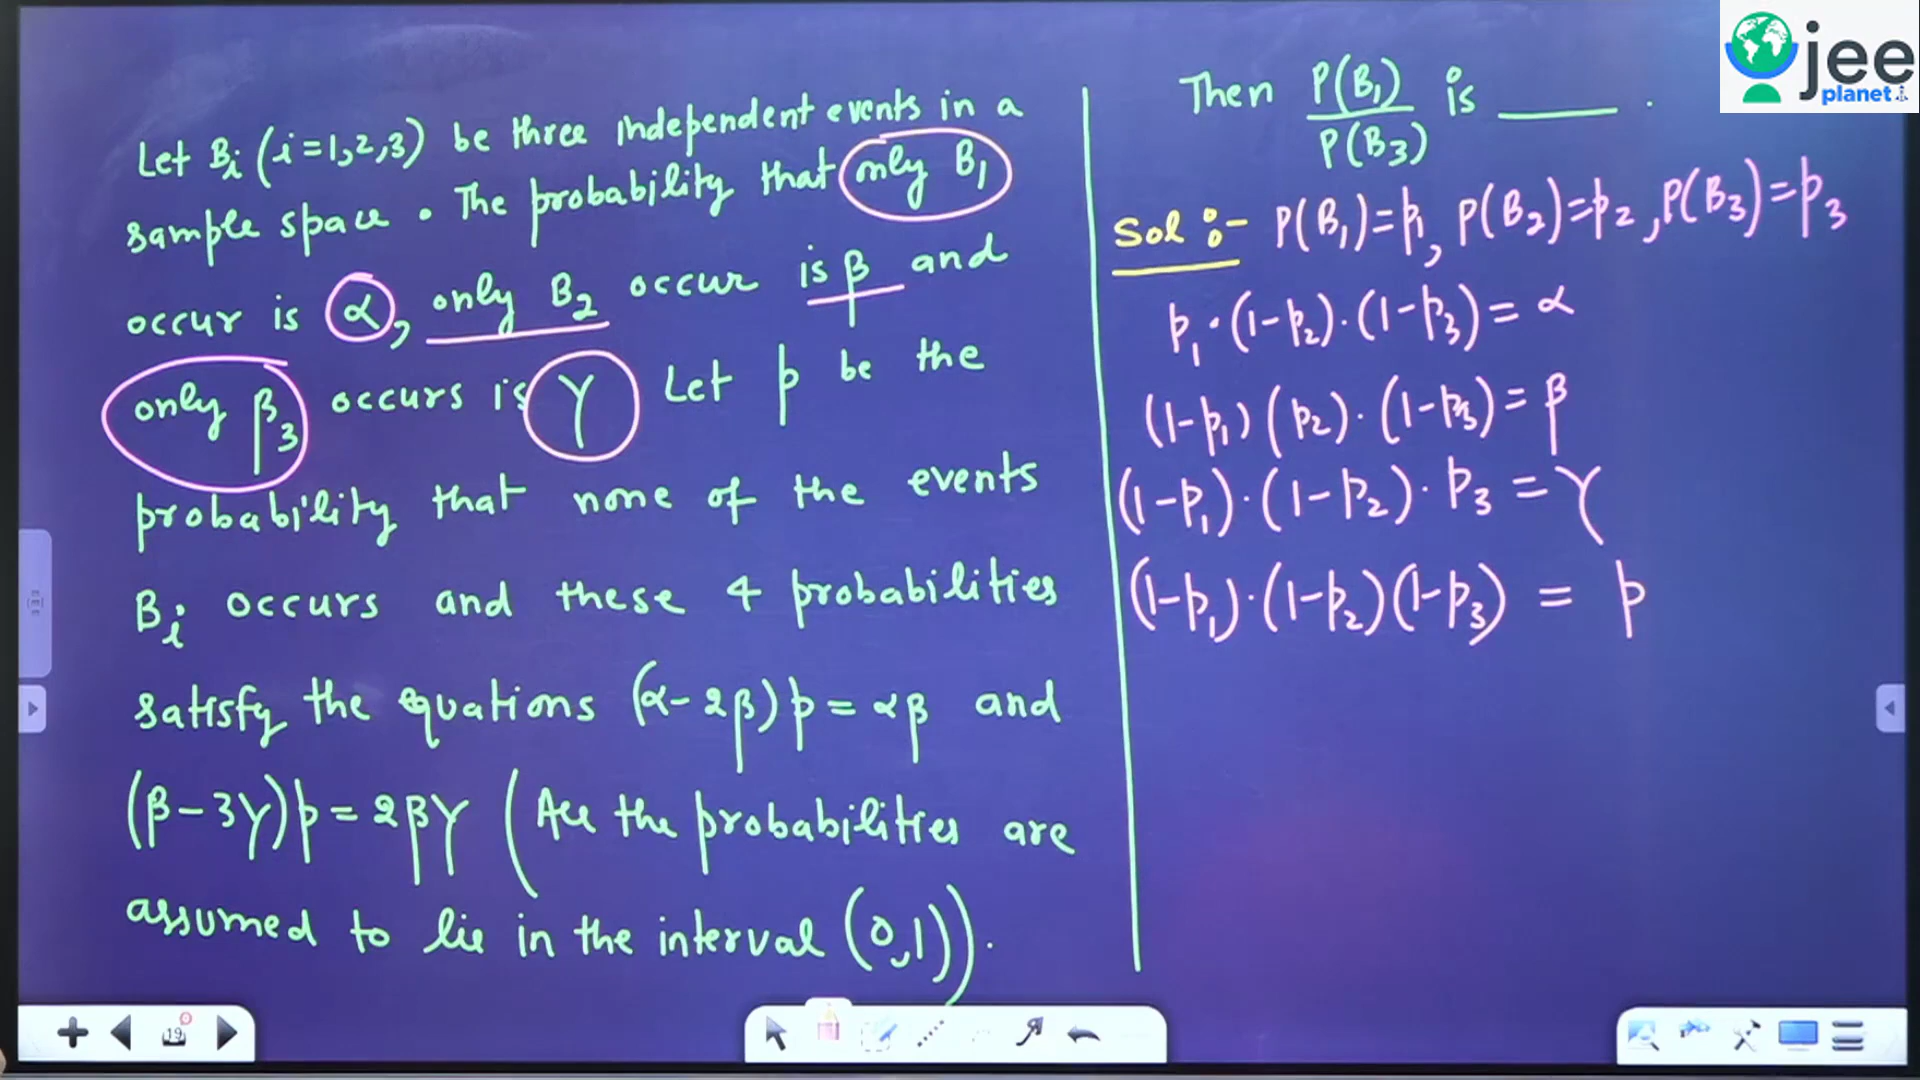 Let Bi (i=1,2,3) be three independent events in a
sample space. The probability that only B1
occur is α, only B2 occur is β and
only β3 occurs is γ Let p be the
probability that none of the events
Bi occurs and these 4 probabilities
satisfy the equations (α-2β)p = αβ and
(β-3γ)p = 2βγ (All the probabilities are
assumed to lie in the interval (0,1)).
Then P(B1)/P(B3) is ____.
Sol :- P(B1)=p1, P(B2)=p2, P(B3)=p3
p1·(1-p2)·(1-p3) = α
(1-p1)(p2)·(1-p3) = β
(1-p1)·(1-p2)·p3 = γ
(1-p1)·(1-p2)(1-p3) = p
jee
planet
19